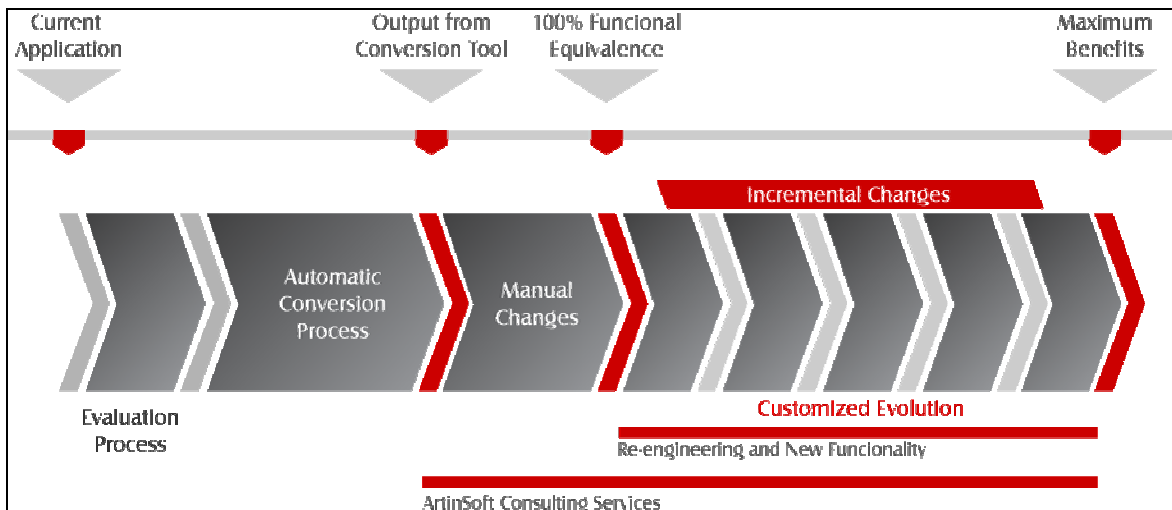 Current
Application
Output from
Conversion Tool
100% Funcional
Equivalence
Maximum
Benefits
Incremental Changes
Automatic
Conversion
Process
Manual
Changes
Evaluation
Process
Customized Evolution
Re-engineering and New Funcionality
ArtinSoft Consulting Services